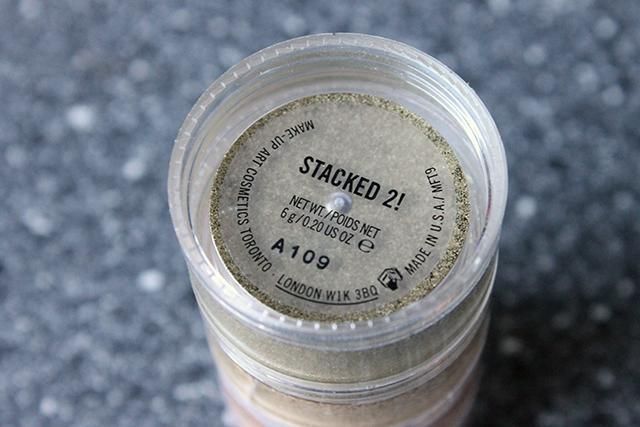 STACKED 2!
NET WT./POIDS NET
6 g/0.20 US OZ e
A109
MAKE-UP ART COSMETICS TORONTO · LONDON W1K 3BQ
MADE IN U.S.A./ MFT9